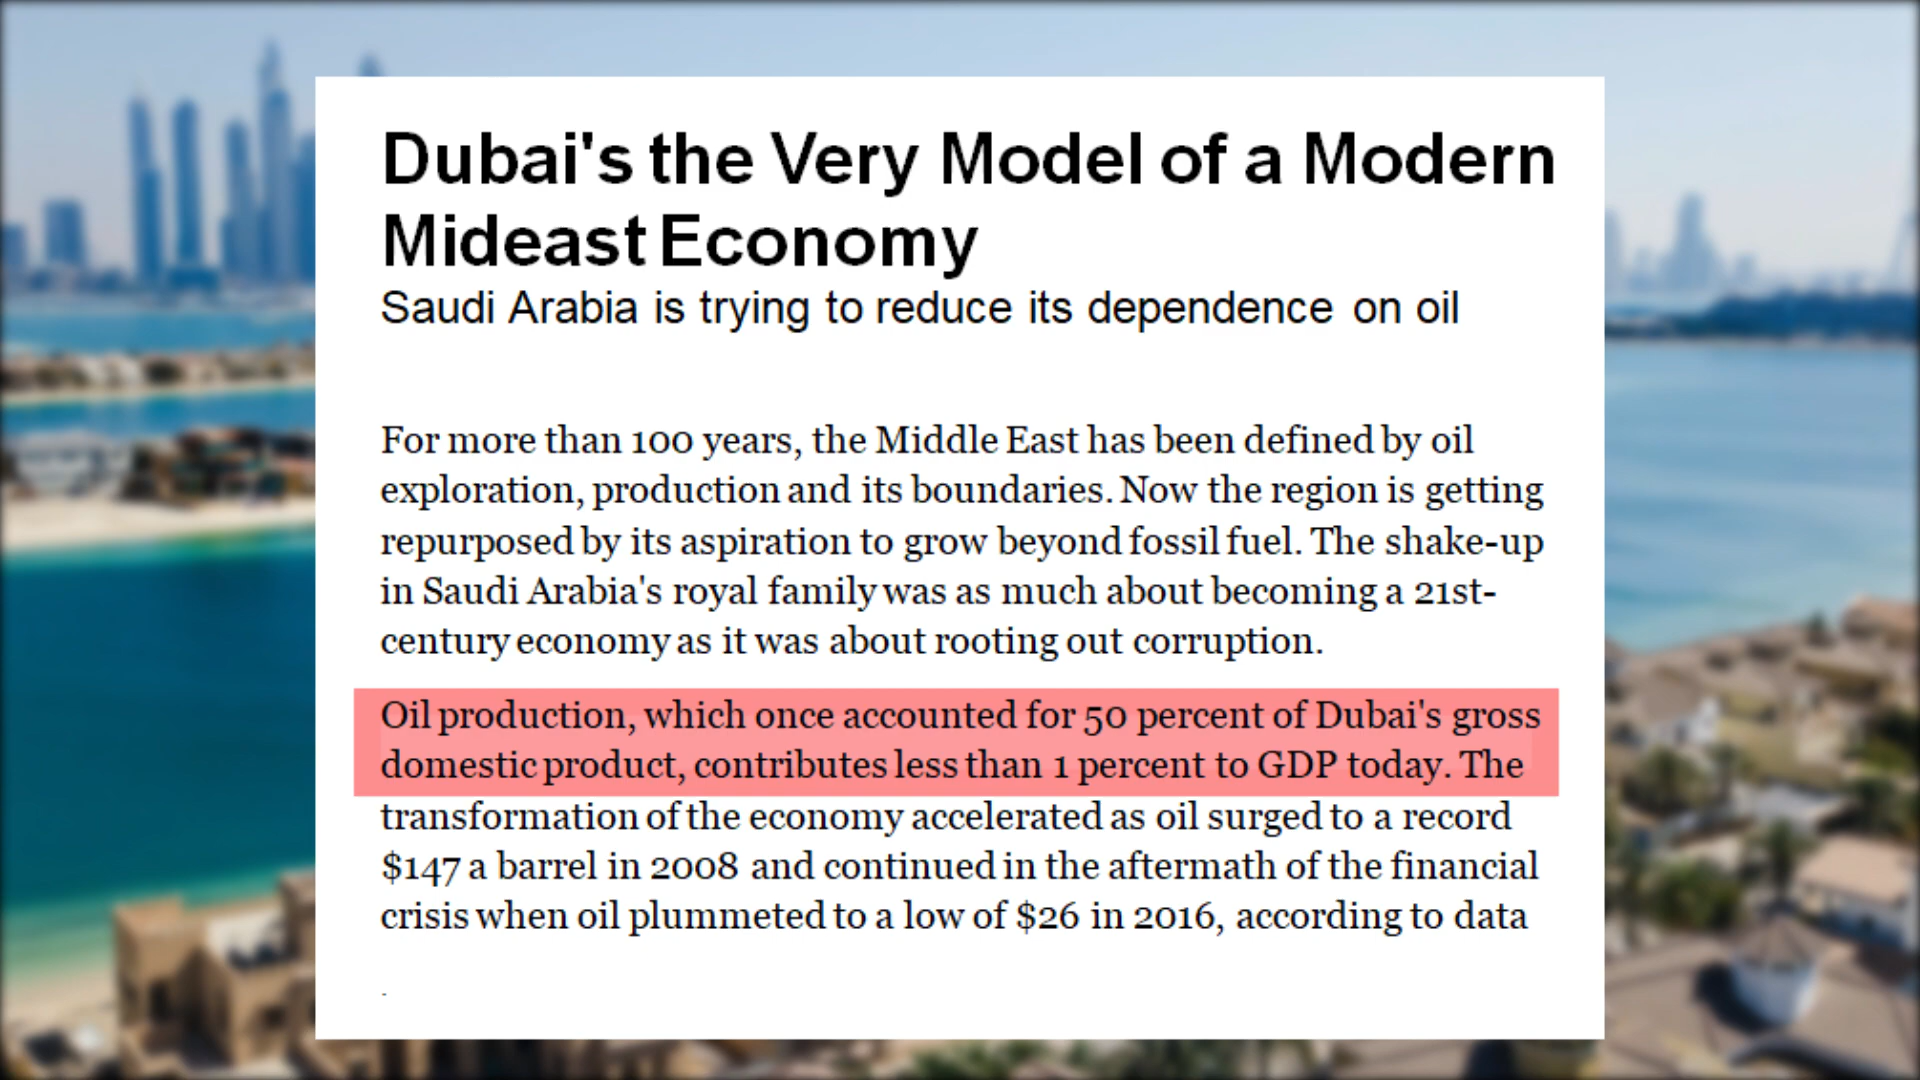 Dubai's the Very Model of a Modern
Mideast Economy
Saudi Arabia is trying to reduce its dependence on oil
For more than 100 years, the Middle East has been defined by oil
exploration, production and its boundaries. Now the region is getting
repurposed by its aspiration to grow beyond fossil fuel. The shake-up
in Saudi Arabia's royal family was as much about becoming a 21st-
century economy as it was about rooting out corruption.
Oil production, which once accounted for 50 percent of Dubai's gross
domestic product, contributes less than 1 percent to GDP today. The
transformation of the economy accelerated as oil surged to a record
$147 a barrel in 2008 and continued in the aftermath of the financial
crisis when oil plummeted to a low of $26 in 2016, according to data